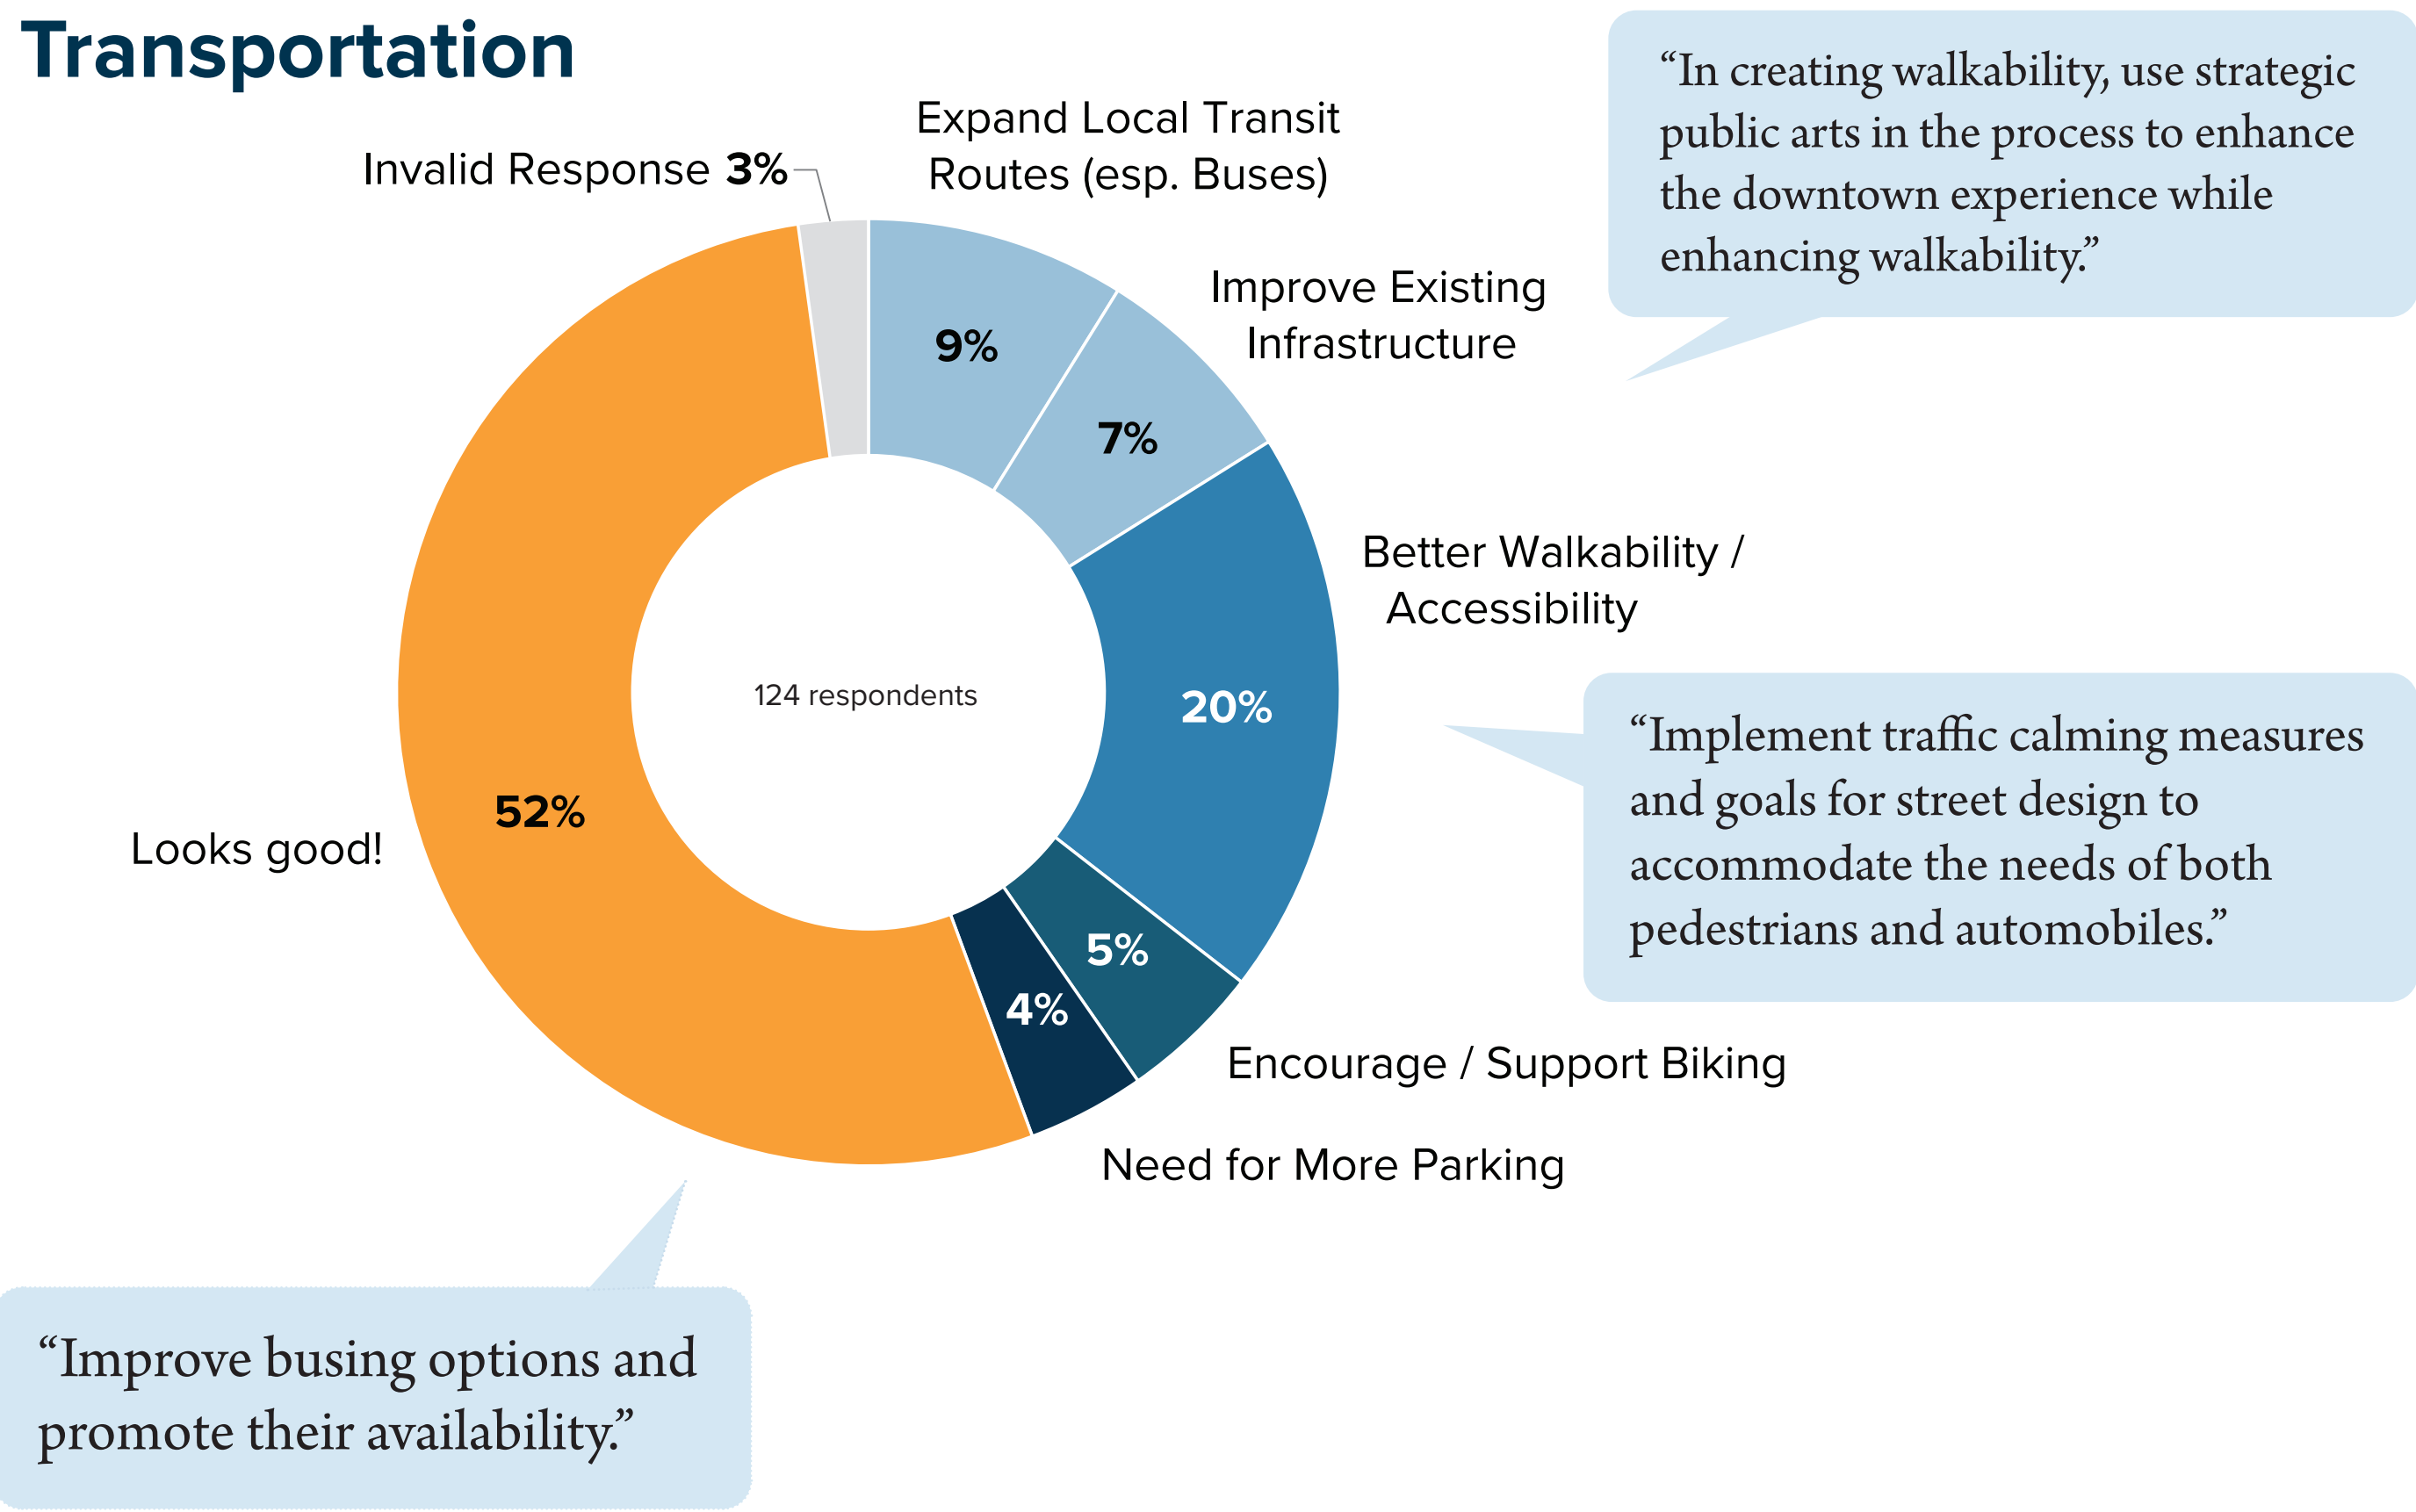 Transportation
Invalid Response 3%
Expand Local Transit
Routes (esp. Buses)
9%
Improve Existing
Infrastructure
7%
Better Walkability /
Accessibility
20%
Encourage / Support Biking
5%
Need for More Parking
4%
Looks good!
52%
124 respondents
“In creating walkability, use strategic
public arts in the process to enhance
the downtown experience while
enhancing walkability.”
“Implement traffic calming measures
and goals for street design to
accommodate the needs of both
pedestrians and automobiles.”
“Improve busing options and
promote their availability.”